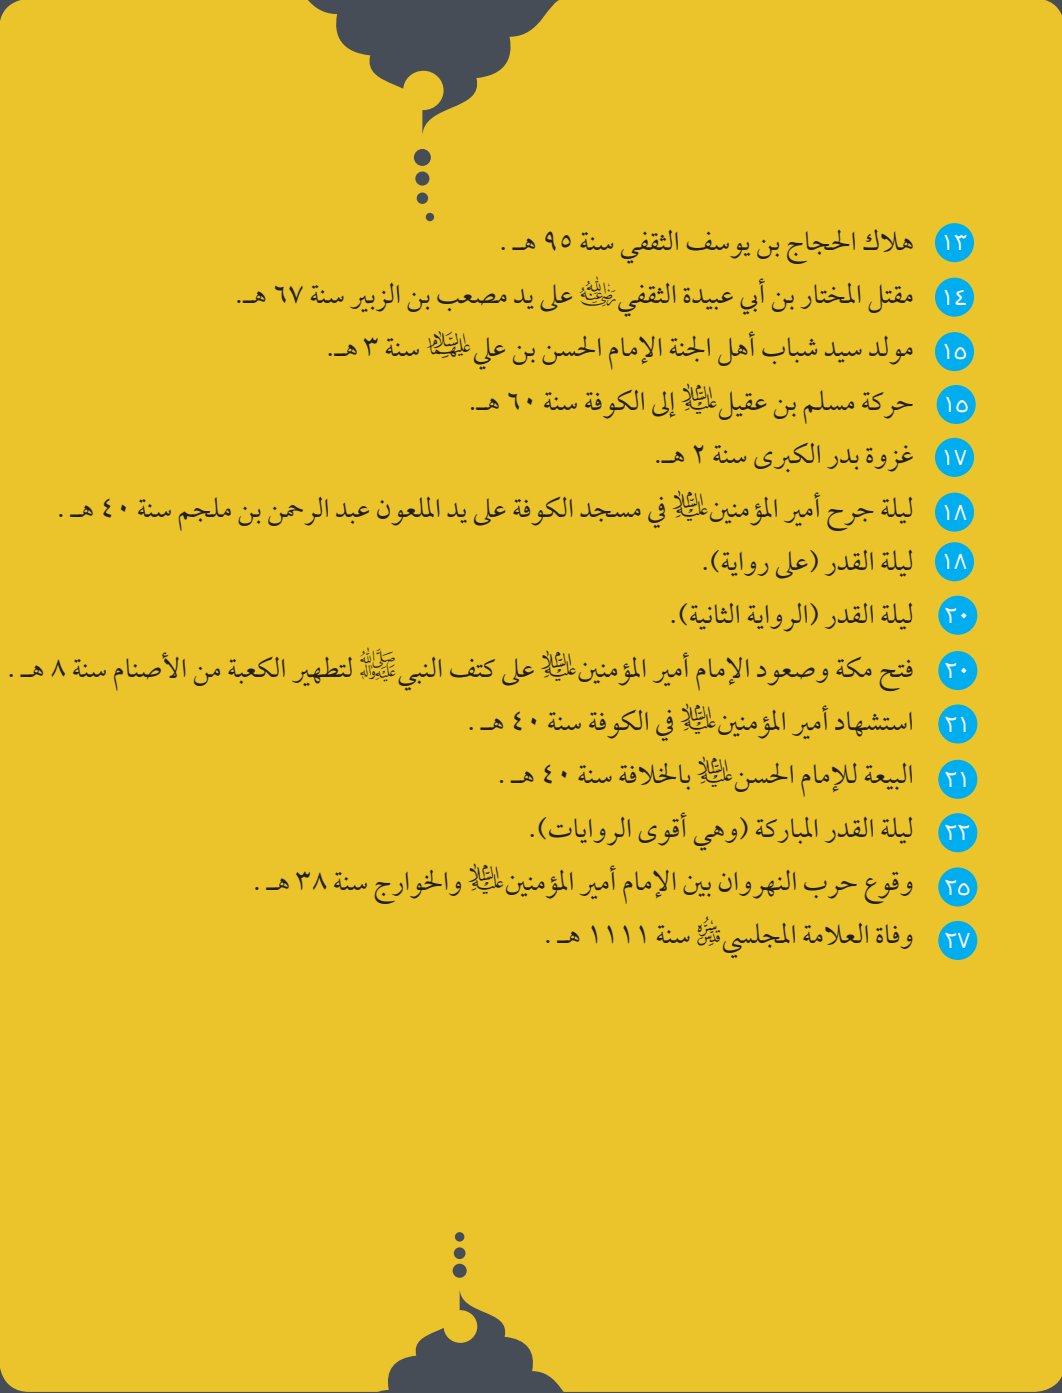 ١٣ هلاك الحجاج بن يوسف الثقفي سنة ٩٥ هـ .
١٤ مقتل المختار بن أبي عبيدة الثقفي رضي الله عنه على يد مصعب بن الزبير سنة ٦٧ هـ.
١٥ مولد سيد شباب أهل الجنة الإمام الحسن بن علي عليهما السلام سنة ٣ هـ.
١٥ حركة مسلم بن عقيل عليه السلام إلى الكوفة سنة ٦٠ هـ.
١٧ غزوة بدر الكبرى سنة ٢ هـ.
١٨ ليلة جرح أمير المؤمنين عليه السلام في مسجد الكوفة على يد الملعون عبد الرحمن بن ملجم سنة ٤٠ هـ .
١٨ ليلة القدر (على رواية).
٢٠ ليلة القدر (الرواية الثانية).
٢٠ فتح مكة وصعود الإمام أمير المؤمنين عليه السلام على كتف النبي صلى الله عليه وآله لتطهير الكعبة من الأصنام سنة ٨ هـ .
٢١ استشهاد أمير المؤمنين عليه السلام في الكوفة سنة ٤٠ هـ .
٢١ البيعة للإمام الحسن عليه السلام بالخلافة سنة ٤٠ هـ .
٢٢ ليلة القدر المباركة (وهي أقوى الروايات).
٢٥ وقوع حرب النهروان بين الإمام أمير المؤمنين عليه السلام والخوارج سنة ٣٨ هـ .
٢٧ وفاة العلامة المجلسي قدس سره سنة ١١١١ هـ .